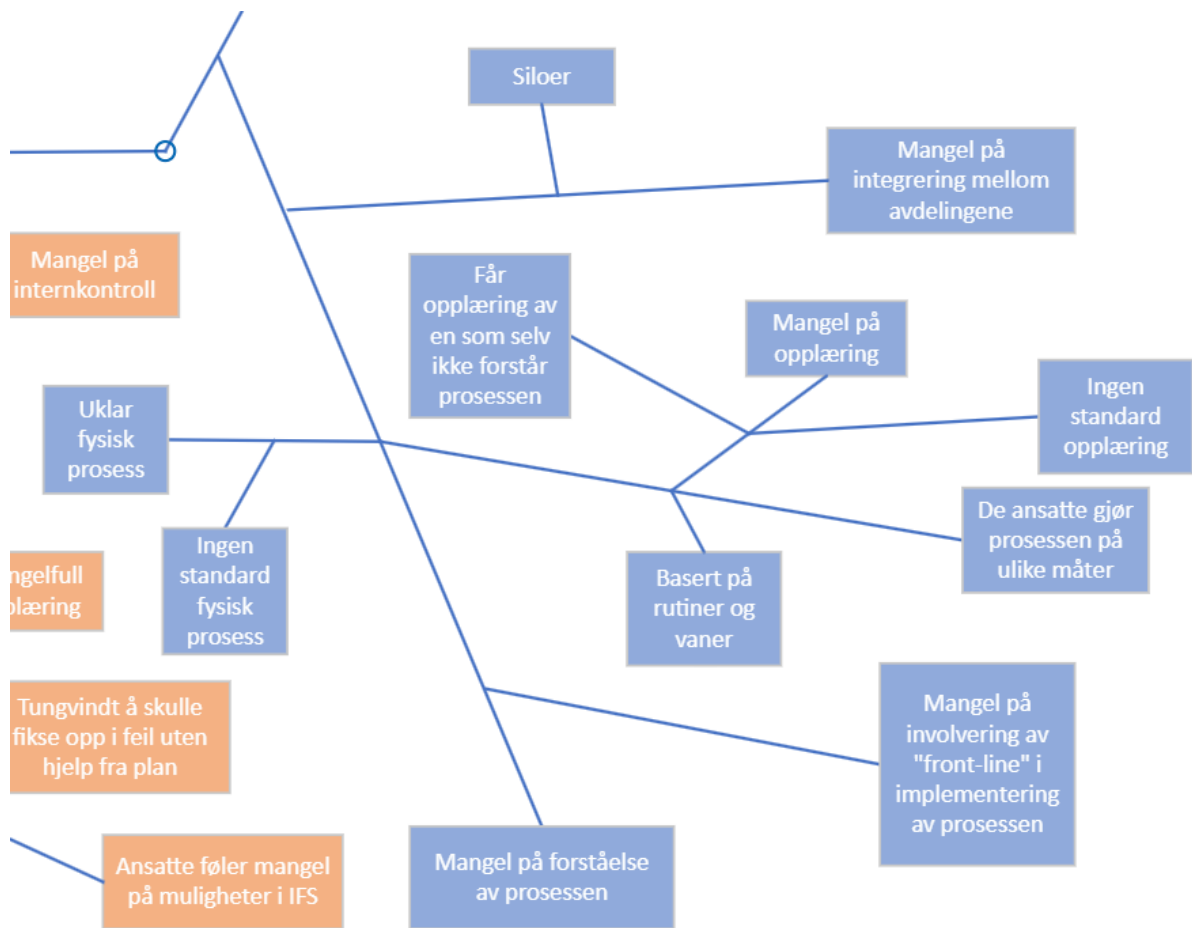 Siloer
Mangel på
integrering mellom
avdelingene
Mangel på
internkontroll
Får
opplæring av
en som selv
ikke forstår
prosessen
Mangel på
opplæring
Ingen
standard
opplæring
Uklar
fysisk
prosess
De ansatte gjør
prosessen på
ulike måter
Ingen
standard
fysisk
prosess
Basert på
rutiner og
vaner
ngelfull
plæring
Tungvindt å skulle
fikse opp i feil uten
hjelp fra plan
Mangel på
involvering av
"front-line" i
implementering
av prosessen
Ansatte føler mangel
på muligheter i IFS
Mangel på forståelse
av prosessen